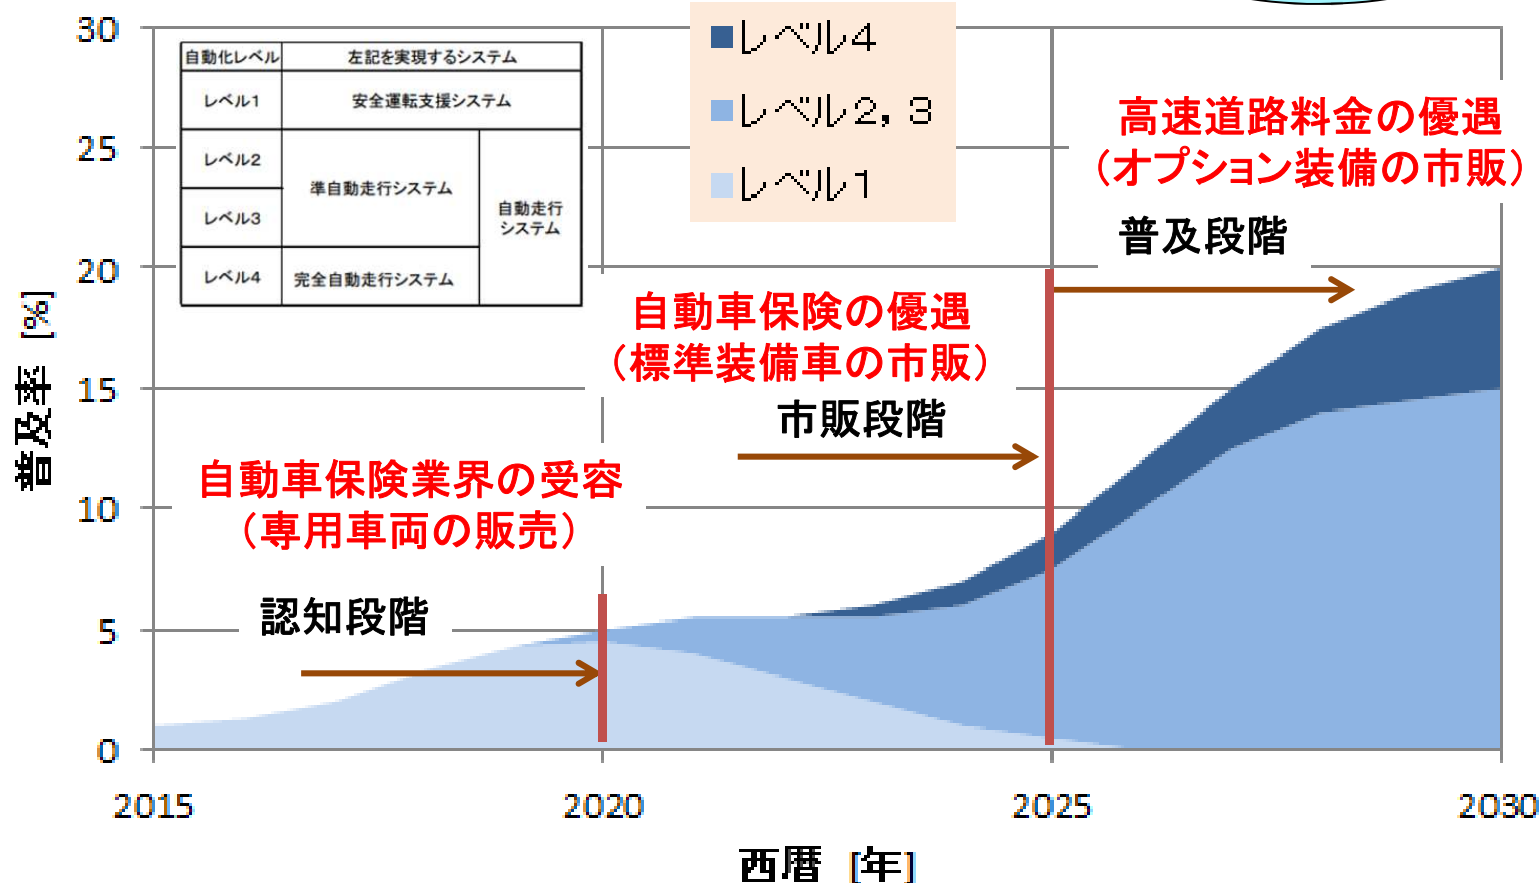 30
25
20
15
10
5
0
普及率 [%]
自動化レベル 左記を実現するシステム
レベル1 安全運転支援システム
レベル2
準自動走行システム
レベル3
自動走行
システム
レベル4 完全自動走行システム
レベル4
レベル2，3
レベル1
高速道路料金の優遇
（オプション装備の市販）
普及段階
自動車保険の優遇
（標準装備車の市販）
市販段階
自動車保険業界の受容
（専用車両の販売）
認知段階
2015 2020 2025 2030
西暦 [年]